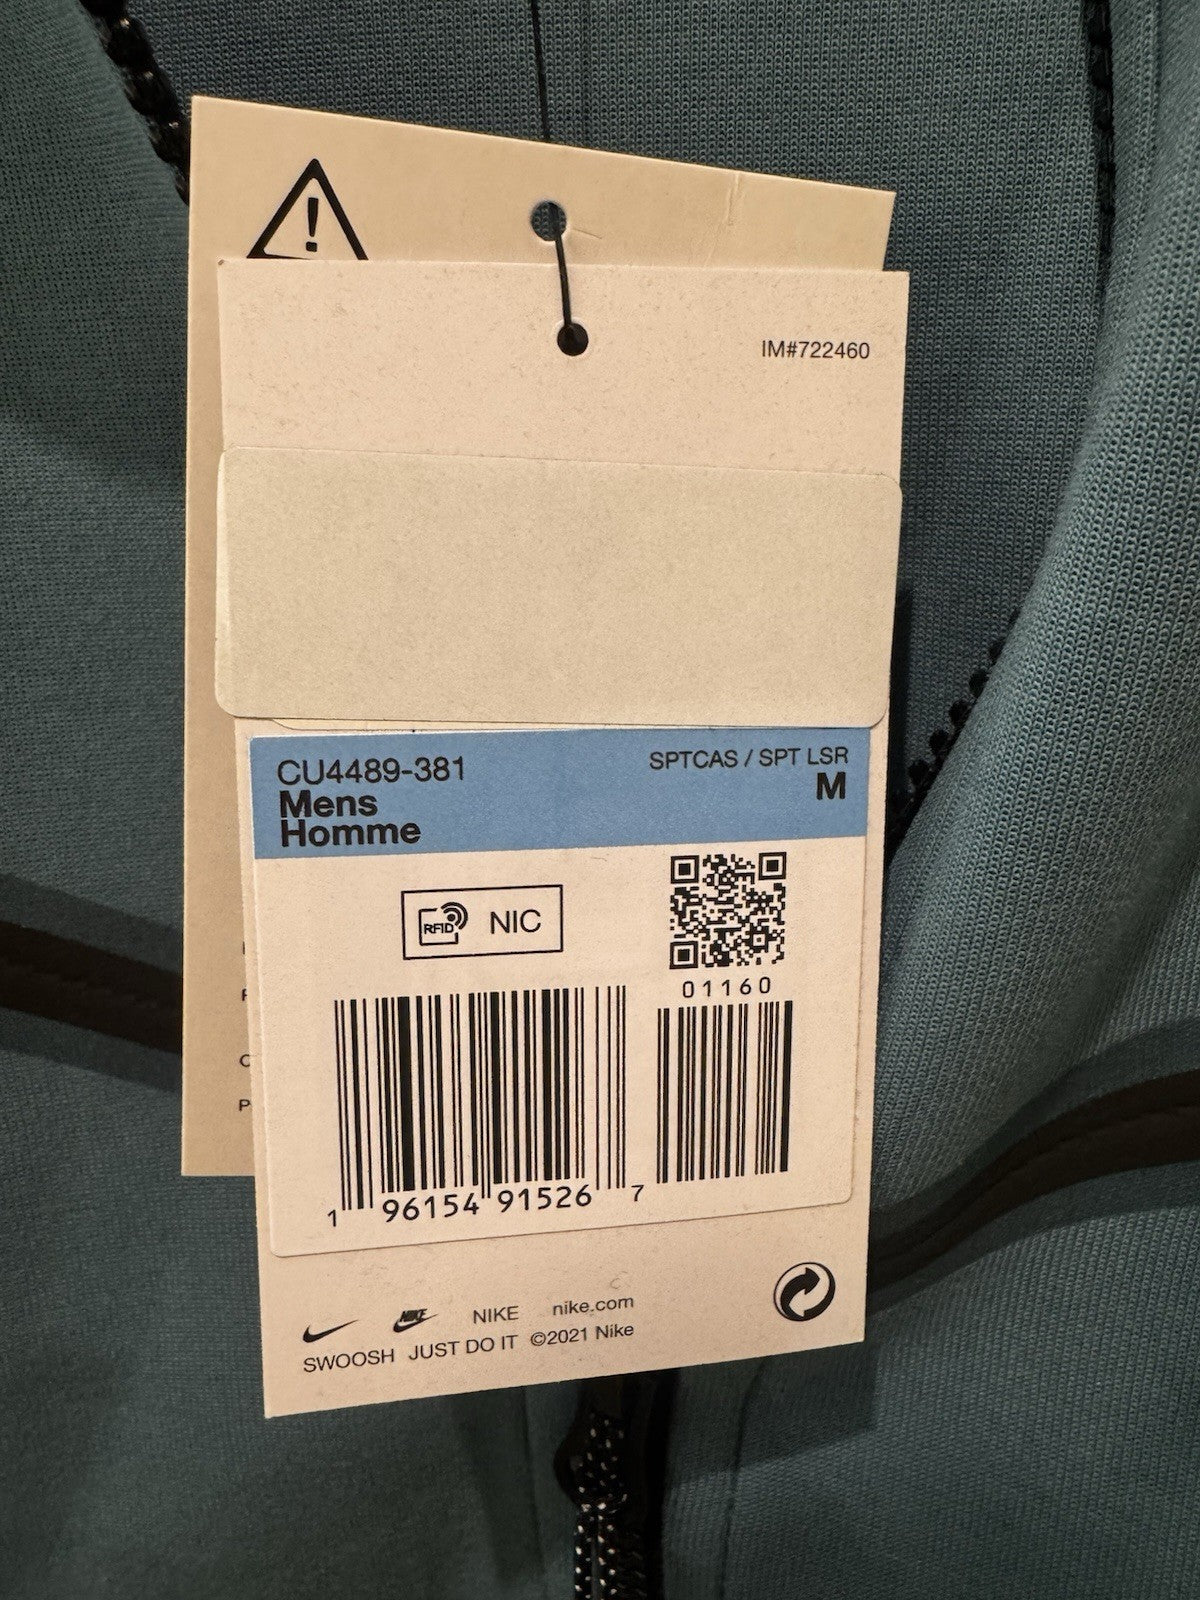 IM#722460
CU4489-381
SPTCAS / SPT LSR
Mens
M
Homme
RFID NIC
01160
1 96154 91526 7
NIKE NIKE nike.com
SWOOSH JUST DO IT ©2021 Nike